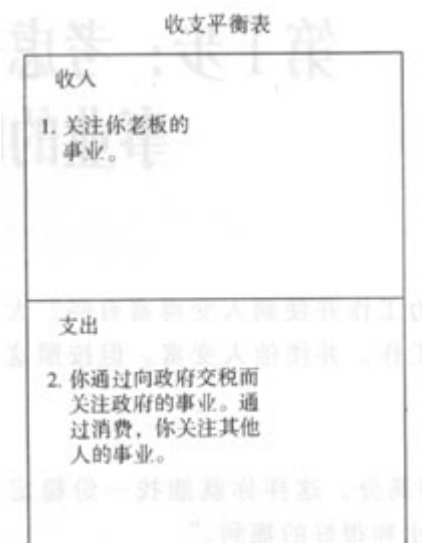 收支平衡表
收人
1. 关注你老板的
事业。
支出
2. 你通过向政府交税而
关注政府的事业。通
过消费，你关注其他
人的事业。